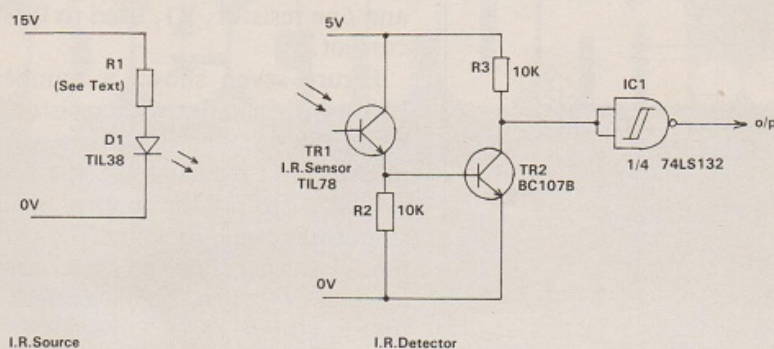 15V
R1
(See Text)
D1
TIL38
0V
I.R.Source
5V
R3
10K
TR1
I.R.Sensor
TIL78
R2
10K
TR2
BC107B
IC1
o/p
1/4 74LS132
0V
I.R.Detector